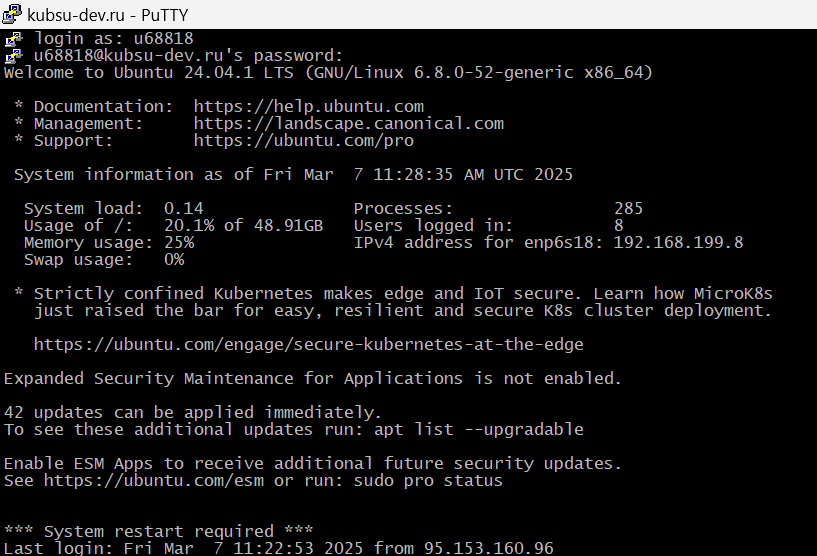 kubsu-dev.ru - PuTTY
login as: u68818
u68818@kubsu-dev.ru's password:
Welcome to Ubuntu 24.04.1 LTS (GNU/Linux 6.8.0-52-generic x86_64)
* Documentation:  https://help.ubuntu.com
* Management:     https://landscape.canonical.com
* Support:        https://ubuntu.com/pro
System information as of Fri Mar  7 11:28:35 AM UTC 2025
System load:  0.14               Processes:                285
Usage of /:   20.1% of 48.91GB   Users logged in:          8
Memory usage: 25%                IPv4 address for enp6s18: 192.168.199.8
Swap usage:   0%
* Strictly confined Kubernetes makes edge and IoT secure. Learn how MicroK8s
just raised the bar for easy, resilient and secure K8s cluster deployment.
https://ubuntu.com/engage/secure-kubernetes-at-the-edge
Expanded Security Maintenance for Applications is not enabled.
42 updates can be applied immediately.
To see these additional updates run: apt list --upgradable
Enable ESM Apps to receive additional future security updates.
See https://ubuntu.com/esm or run: sudo pro status
*** System restart required ***
Last login: Fri Mar  7 11:22:53 2025 from 95.153.160.96